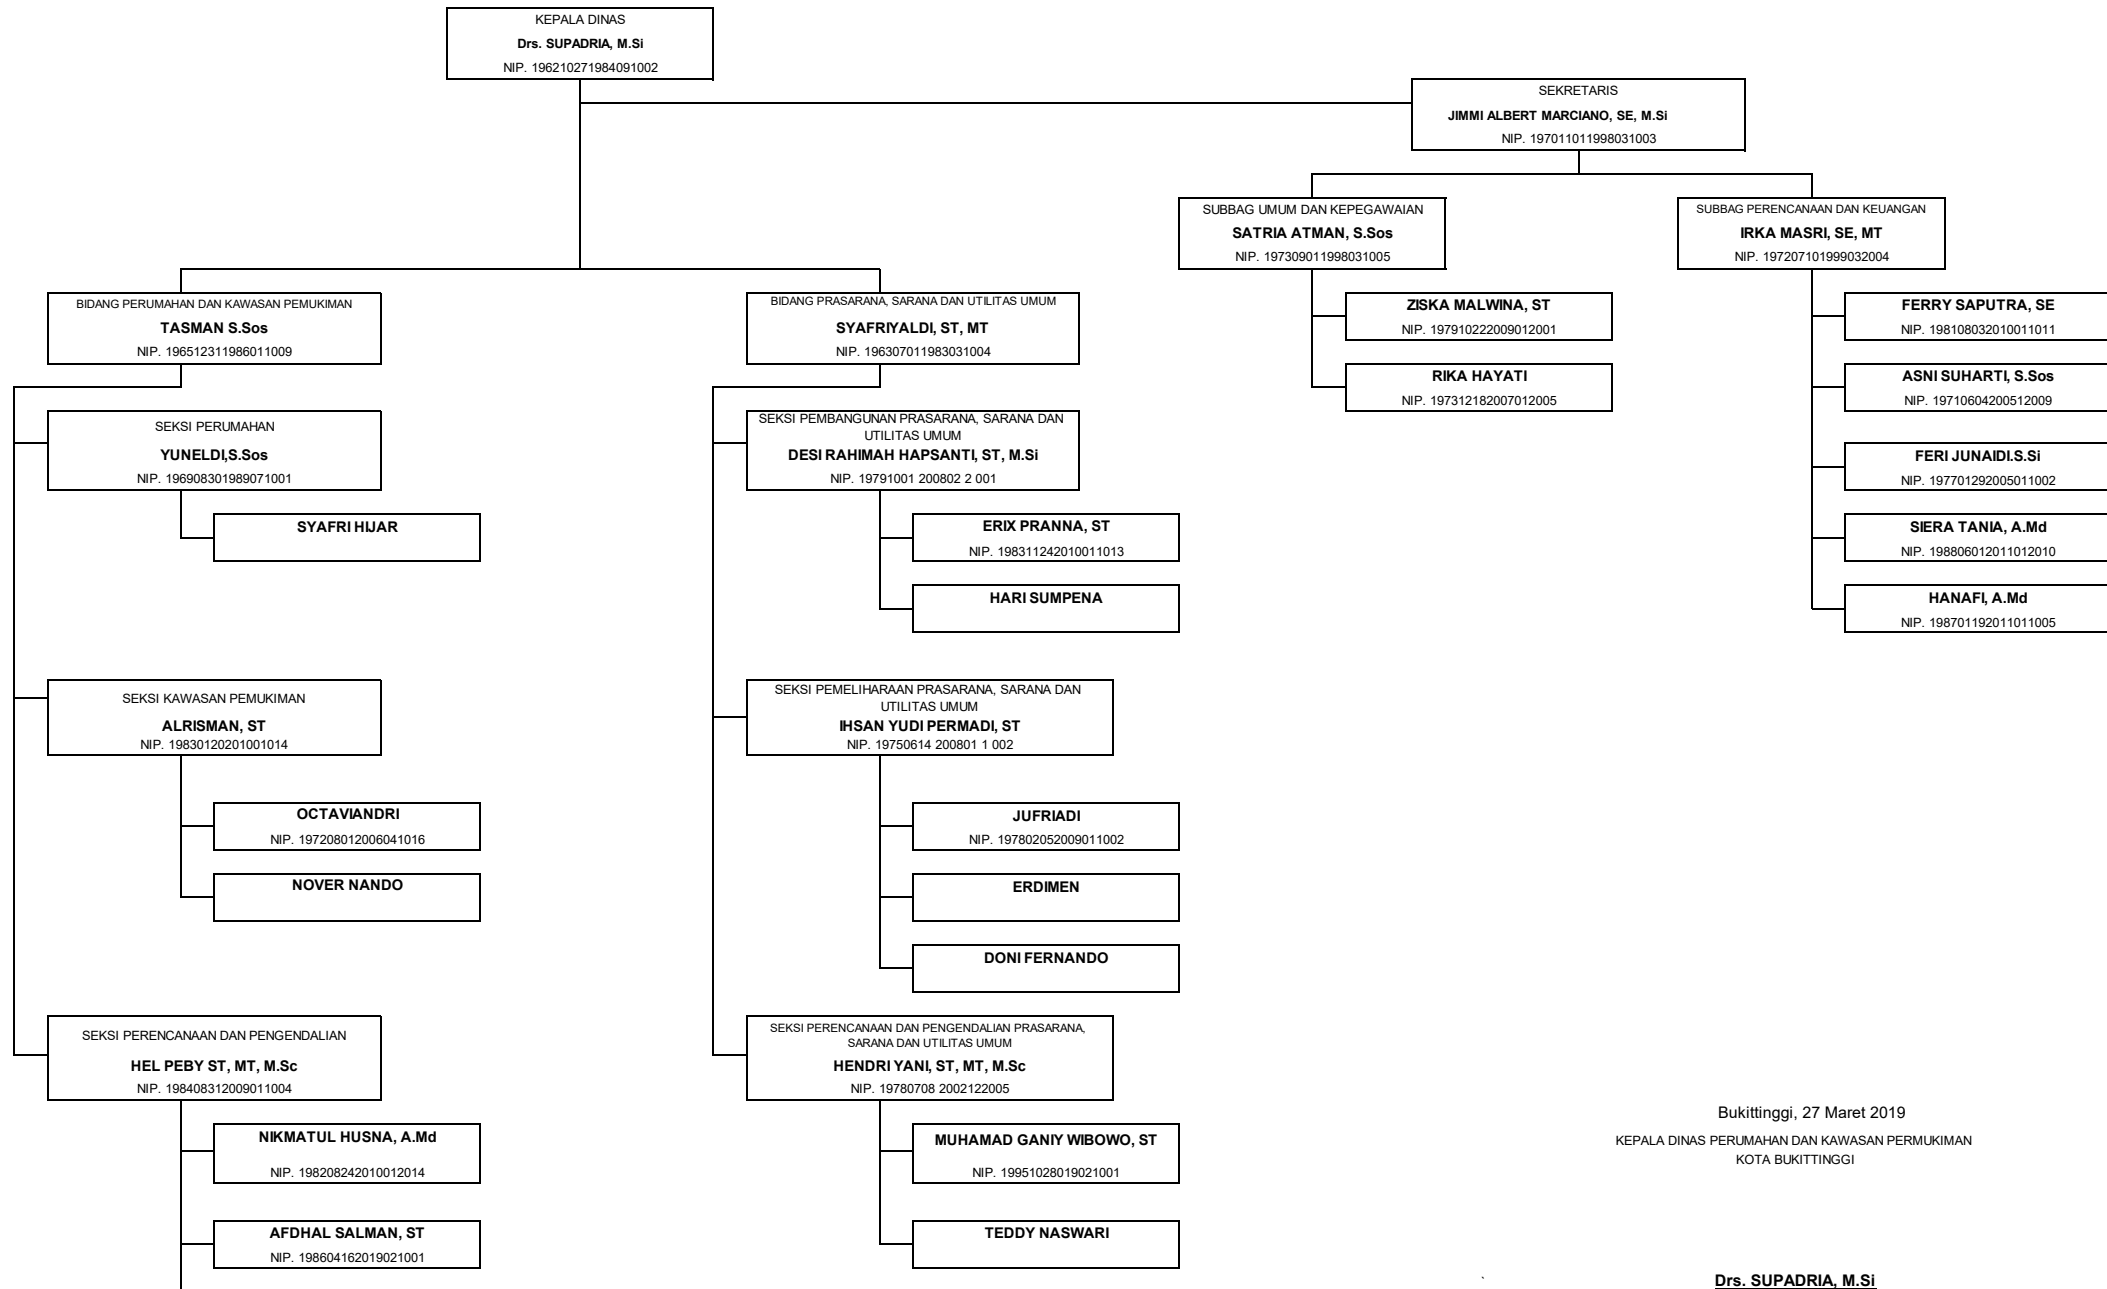 KEPALA DINAS
Drs. SUPADRIA, M.Si
NIP. 196210271984091002
SEKRETARIS
JIMMI ALBERT MARCIANO, SE, M.Si
NIP. 197011011998031003
SUBBAG UMUM DAN KEPEGAWAIAN
SATRIA ATMAN, S.Sos
NIP. 197309011998031005
SUBBAG PERENCANAAN DAN KEUANGAN
IRKA MASRI, SE, MT
NIP. 197207101999032004
ZISKA MALWINA, ST
NIP. 197910222009012001
RIKA HAYATI
NIP. 197312182007012005
FERRY SAPUTRA, SE
NIP. 198108032010011011
ASNI SUHARTI, S.Sos
NIP. 19710604200512009
FERI JUNAIDI.S.Si
NIP. 197701292005011002
SIERA TANIA, A.Md
NIP. 198806012011012010
HANAFI, A.Md
NIP. 198701192011011005
BIDANG PERUMAHAN DAN KAWASAN PEMUKIMAN
TASMAN S.Sos
NIP. 196512311986011009
SEKSI PERUMAHAN
YUNELDI,S.Sos
NIP. 196908301989071001
SYAFRI HIJAR
SEKSI KAWASAN PEMUKIMAN
ALRISMAN, ST
NIP. 19830120201001014
OCTAVIANDRI
NIP. 197208012006041016
NOVER NANDO
SEKSI PERENCANAAN DAN PENGENDALIAN
HEL PEBY ST, MT, M.Sc
NIP. 198408312009011004
NIKMATUL HUSNA, A.Md
NIP. 198208242010012014
AFDHAL SALMAN, ST
NIP. 198604162019021001
BIDANG PRASARANA, SARANA DAN UTILITAS UMUM
SYAFRIYALDI, ST, MT
NIP. 196307011983031004
SEKSI PEMBANGUNAN PRASARANA, SARANA DAN
UTILITAS UMUM
DESI RAHIMAH HAPSANTI, ST, M.Si
NIP. 19791001 200802 2 001
ERIX PRANNA, ST
NIP. 198311242010011013
HARI SUMPENA
SEKSI PEMELIHARAAN PRASARANA, SARANA DAN
UTILITAS UMUM
IHSAN YUDI PERMADI, ST
NIP. 19750614 200801 1 002
JUFRIADI
NIP. 197802052009011002
ERDIMEN
DONI FERNANDO
SEKSI PERENCANAAN DAN PENGENDALIAN PRASARANA,
SARANA DAN UTILITAS UMUM
HENDRI YANI, ST, MT, M.Sc
NIP. 19780708 2002122005
MUHAMAD GANIY WIBOWO, ST
NIP. 19951028019021001
TEDDY NASWARI
Bukittinggi, 27 Maret 2019
KEPALA DINAS PERUMAHAN DAN KAWASAN PERMUKIMAN
KOTA BUKITTINGGI
`
Drs. SUPADRIA, M.Si